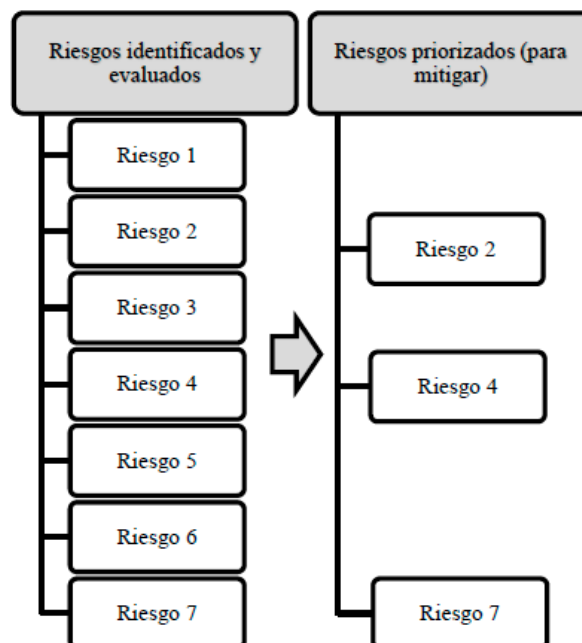 Riesgos identificados y
evaluados
Riesgo 1
Riesgo 2
Riesgo 3
Riesgo 4
Riesgo 5
Riesgo 6
Riesgo 7
Riesgos priorizados (para
mitigar)
Riesgo 2
Riesgo 4
Riesgo 7